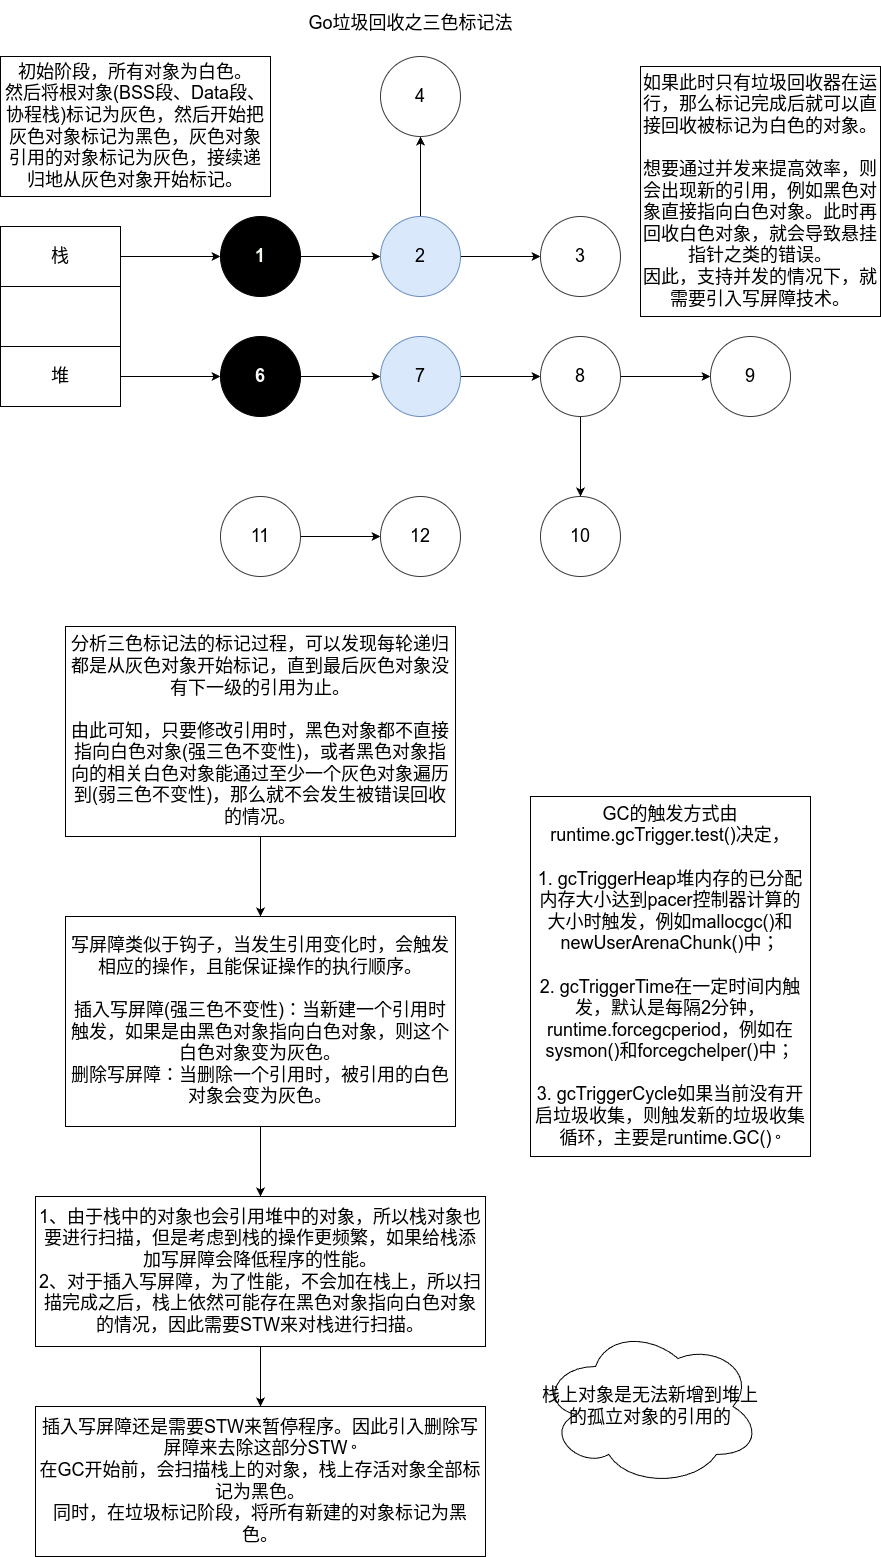 Go垃圾回收之三色标记法
初始阶段，所有对象为白色。
然后将根对象(BSS段、Data段、
协程栈)标记为灰色，然后开始把
灰色对象标记为黑色，灰色对象
引用的对象标记为灰色，接续递
归地从灰色对象开始标记。
4
如果此时只有垃圾回收器在运
行，那么标记完成后就可以直
接回收被标记为白色的对象。
想要通过并发来提高效率，则
会出现新的引用，例如黑色对
象直接指向白色对象。此时再
回收白色对象，就会导致悬挂
指针之类的错误。
因此，支持并发的情况下，就
需要引入写屏障技术。
栈
1
2
3
堆
6
7
8
9
11
12
10
分析三色标记法的标记过程，可以发现每轮递归
都是从灰色对象开始标记，直到最后灰色对象没
有下一级的引用为止。
由此可知，只要修改引用时，黑色对象都不直接
指向白色对象(强三色不变性)，或者黑色对象指
向的相关白色对象能通过至少一个灰色对象遍历
到(弱三色不变性)，那么就不会发生被错误回收
的情况。
GC的触发方式由
runtime.gcTrigger.test()决定，
1. gcTriggerHeap堆内存的已分配
内存大小达到pacer控制器计算的
大小时触发，例如mallocgc()和
newUserArenaChunk()中；
2. gcTriggerTime在一定时间内触
发，默认是每隔2分钟，
runtime.forcegcperiod，例如在
sysmon()和forcegchelper()中；
3. gcTriggerCycle如果当前没有开
启垃圾收集，则触发新的垃圾收集
循环，主要是runtime.GC()。
写屏障类似于钩子，当发生引用变化时，会触发
相应的操作，且能保证操作的执行顺序。
插入写屏障(强三色不变性)：当新建一个引用时
触发，如果是由黑色对象指向白色对象，则这个
白色对象变为灰色。
删除写屏障：当删除一个引用时，被引用的白色
对象会变为灰色。
1、由于栈中的对象也会引用堆中的对象，所以栈对象也
要进行扫描，但是考虑到栈的操作更频繁，如果给栈添
加写屏障会降低程序的性能。
2、对于插入写屏障，为了性能，不会加在栈上，所以扫
描完成之后，栈上依然可能存在黑色对象指向白色对象
的情况，因此需要STW来对栈进行扫描。
栈上对象是无法新增到堆上
的孤立对象的引用的
插入写屏障还是需要STW来暂停程序。因此引入删除写
屏障来去除这部分STW。
在GC开始前，会扫描栈上的对象，栈上存活对象全部标
记为黑色。
同时，在垃圾标记阶段，将所有新建的对象标记为黑
色。